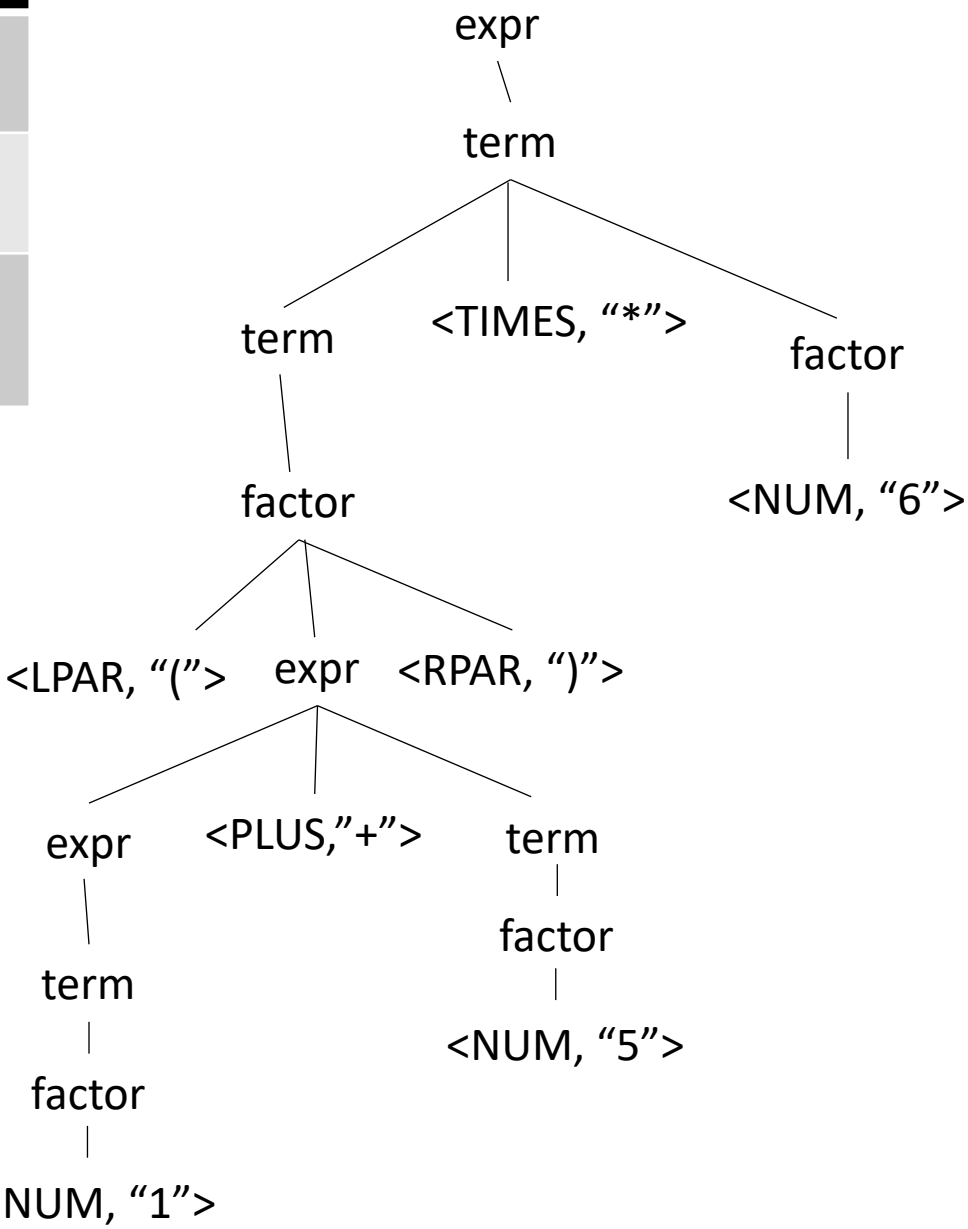 expr
term
term
<TIMES, “*”>
factor
factor
<NUM, “6”>
<LPAR, “(”>
expr
<RPAR, “)”>
expr
<PLUS,”+”>
term
factor
term
<NUM, “5”>
factor
NUM, “1”>